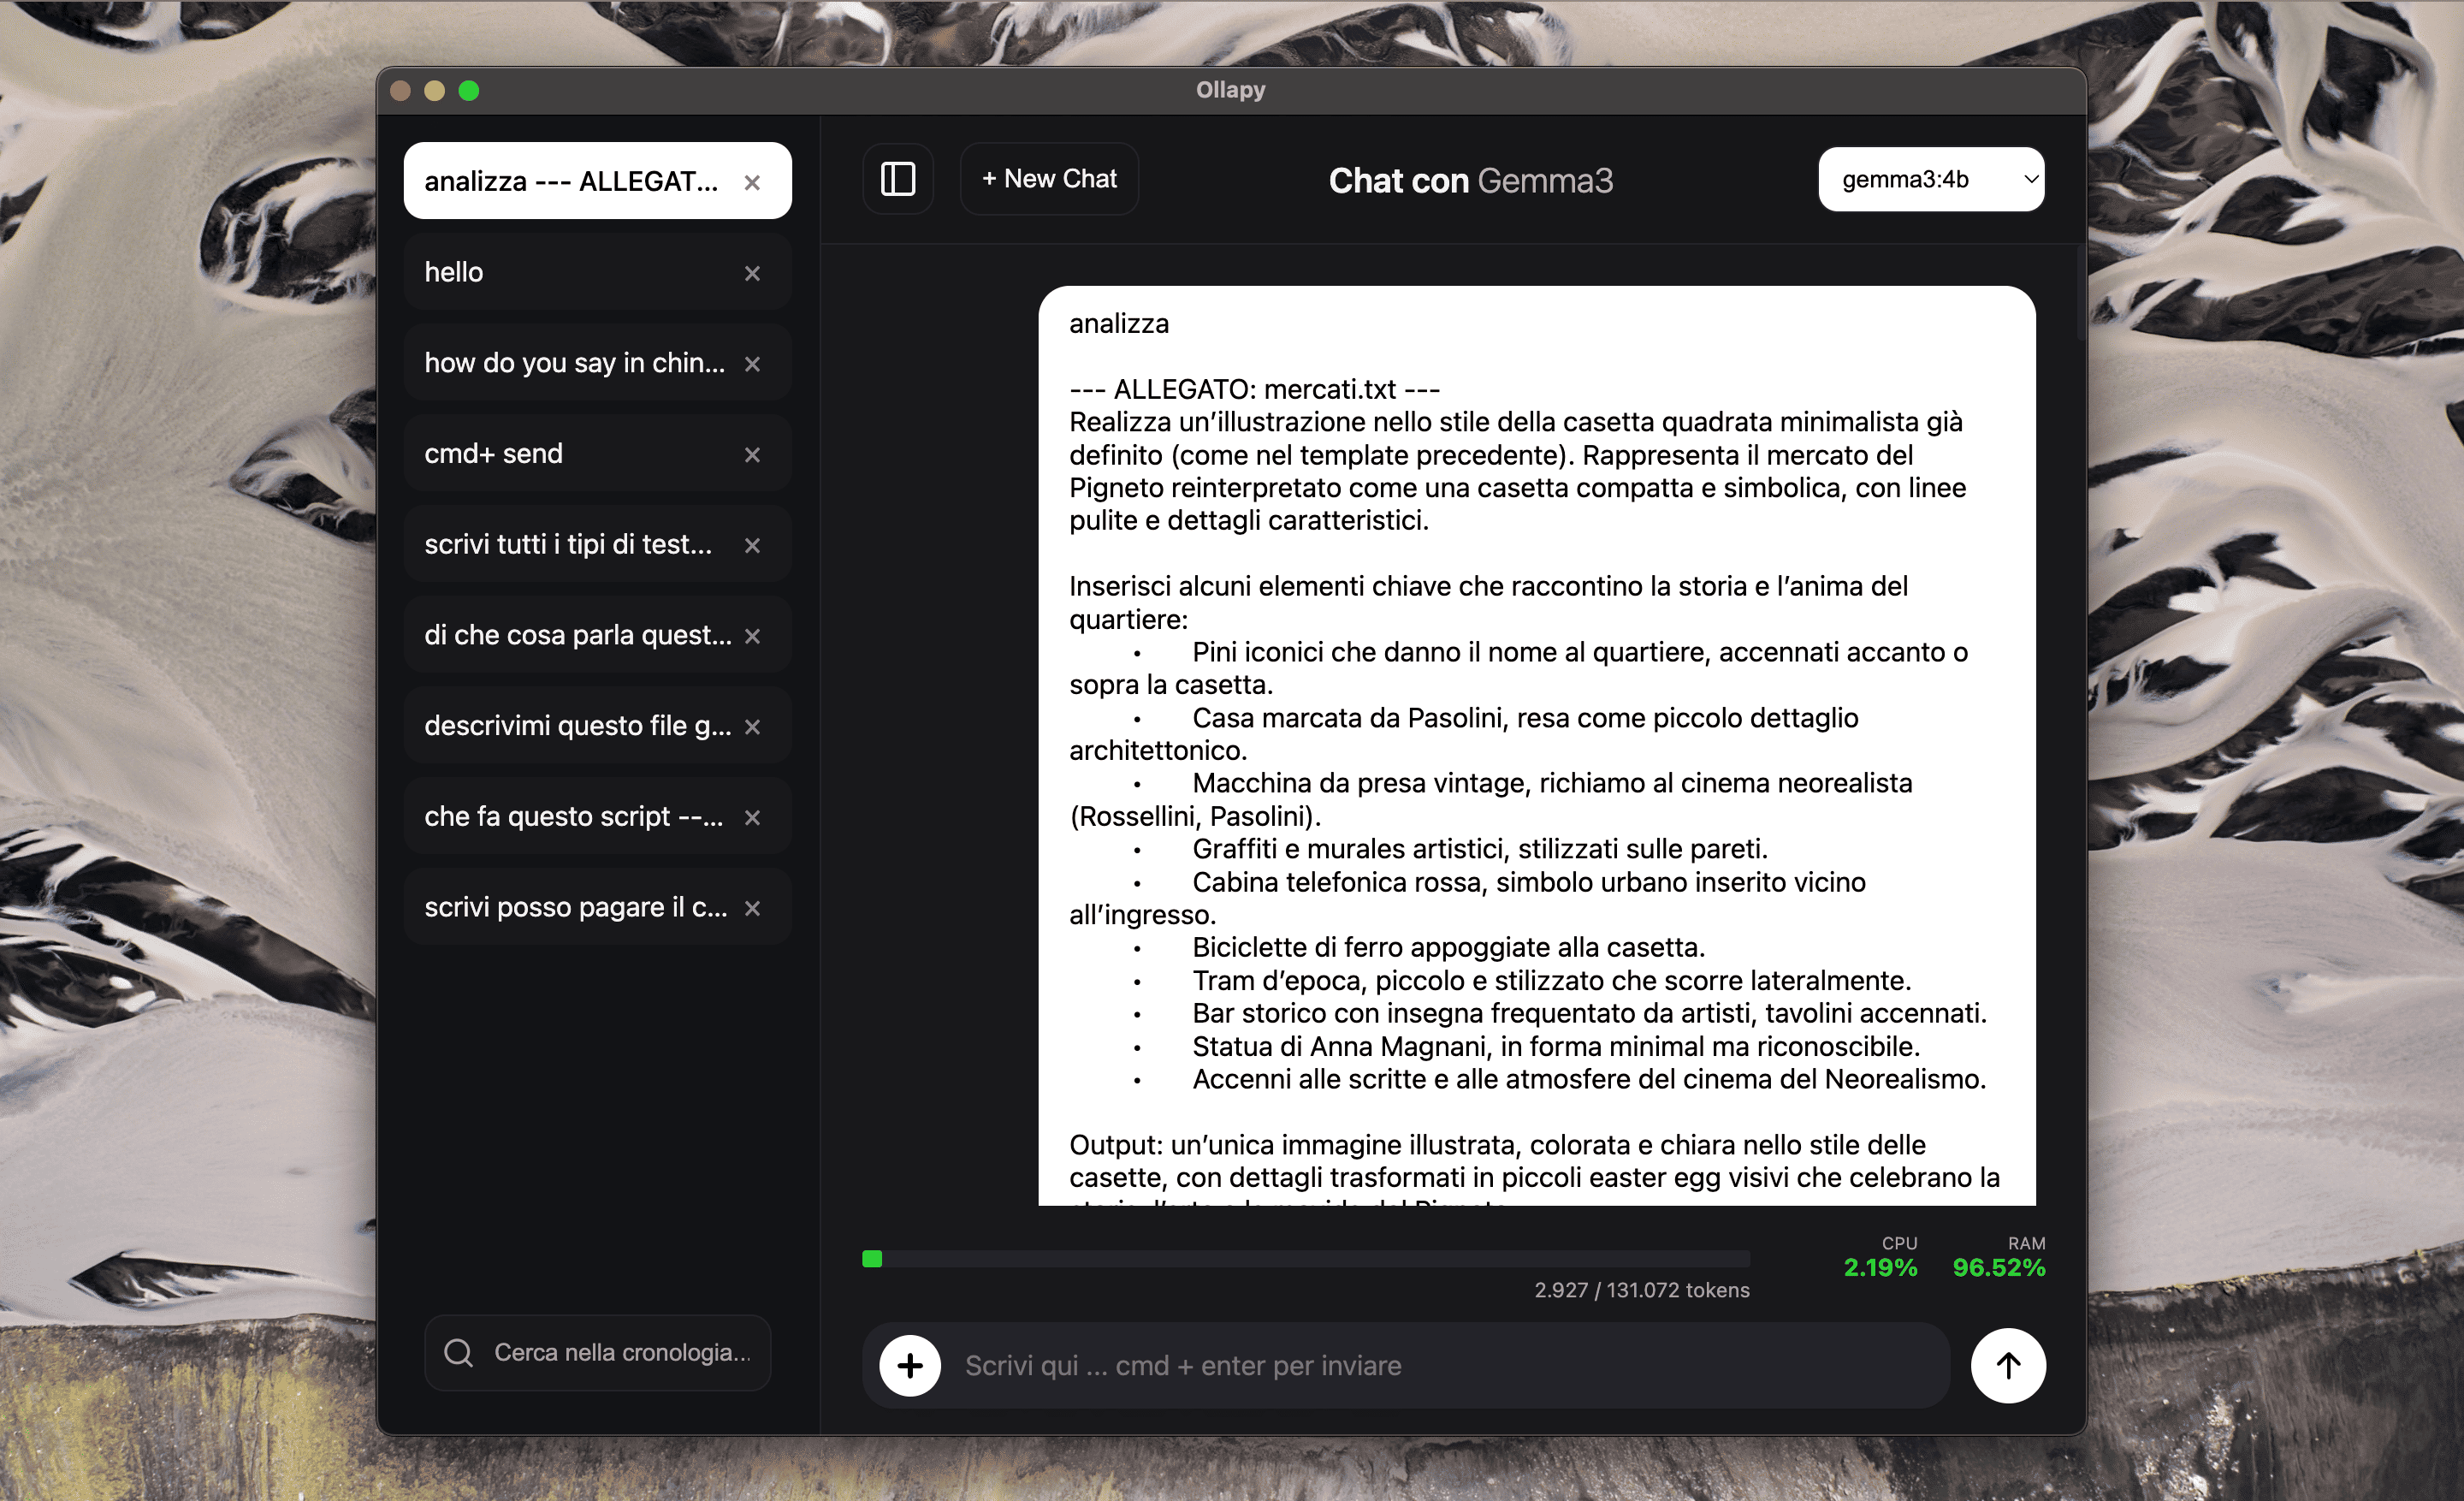 Ollapy
analizza --- ALLEGAT...
hello
how do you say in chin...
cmd+ send
scrivi tutti i tipi di test...
di che cosa parla quest...
descrivimi questo file g...
che fa questo script --...
scrivi posso pagare il c...
Cerca nella cronologia...
+ New Chat
Chat con Gemma3
gemma3:4b
analizza
--- ALLEGATO: mercati.txt ---
Realizza un’illustrazione nello stile della casetta quadrata minimalista già
definito (come nel template precedente). Rappresenta il mercato del
Pigneto reinterpretato come una casetta compatta e simbolica, con linee
pulite e dettagli caratteristici.
Inserisci alcuni elementi chiave che raccontino la storia e l’anima del
quartiere:
• Pini iconici che danno il nome al quartiere, accennati accanto o
sopra la casetta.
• Casa marcata da Pasolini, resa come piccolo dettaglio
architettonico.
• Macchina da presa vintage, richiamo al cinema neorealista
(Rossellini, Pasolini).
• Graffiti e murales artistici, stilizzati sulle pareti.
• Cabina telefonica rossa, simbolo urbano inserito vicino
all’ingresso.
• Biciclette di ferro appoggiate alla casetta.
• Tram d’epoca, piccolo e stilizzato che scorre lateralmente.
• Bar storico con insegna frequentato da artisti, tavolini accennati.
• Statua di Anna Magnani, in forma minimal ma riconoscibile.
• Accenni alle scritte e alle atmosfere del cinema del Neorealismo.
Output: un’unica immagine illustrata, colorata e chiara nello stile delle
casette, con dettagli trasformati in piccoli easter egg visivi che celebrano la
CPU
2.19%
RAM
96.52%
2.927 / 131.072 tokens
Scrivi qui ... cmd + enter per inviare